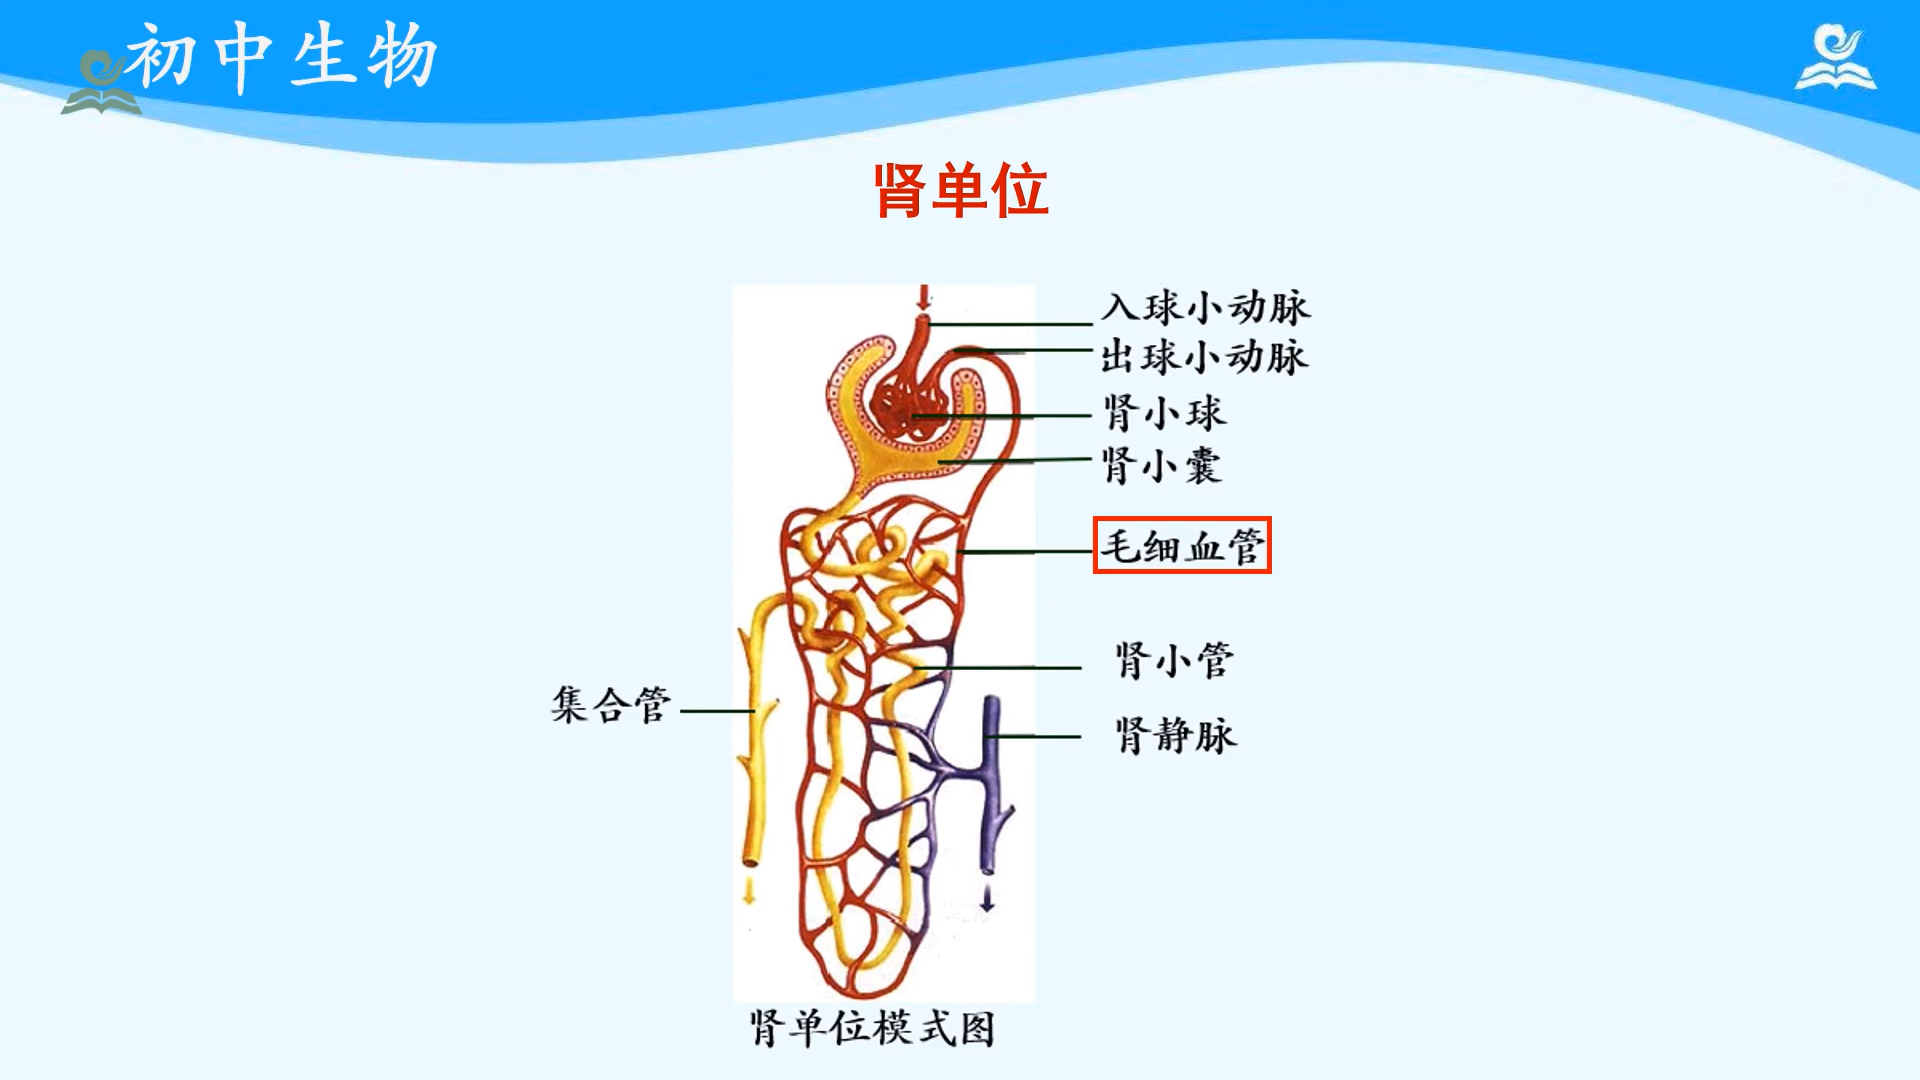 初中生物
肾单位
入球小动脉
出球小动脉
肾小球
肾小囊
毛细血管
肾小管
集合管
肾静脉
肾单位模式图